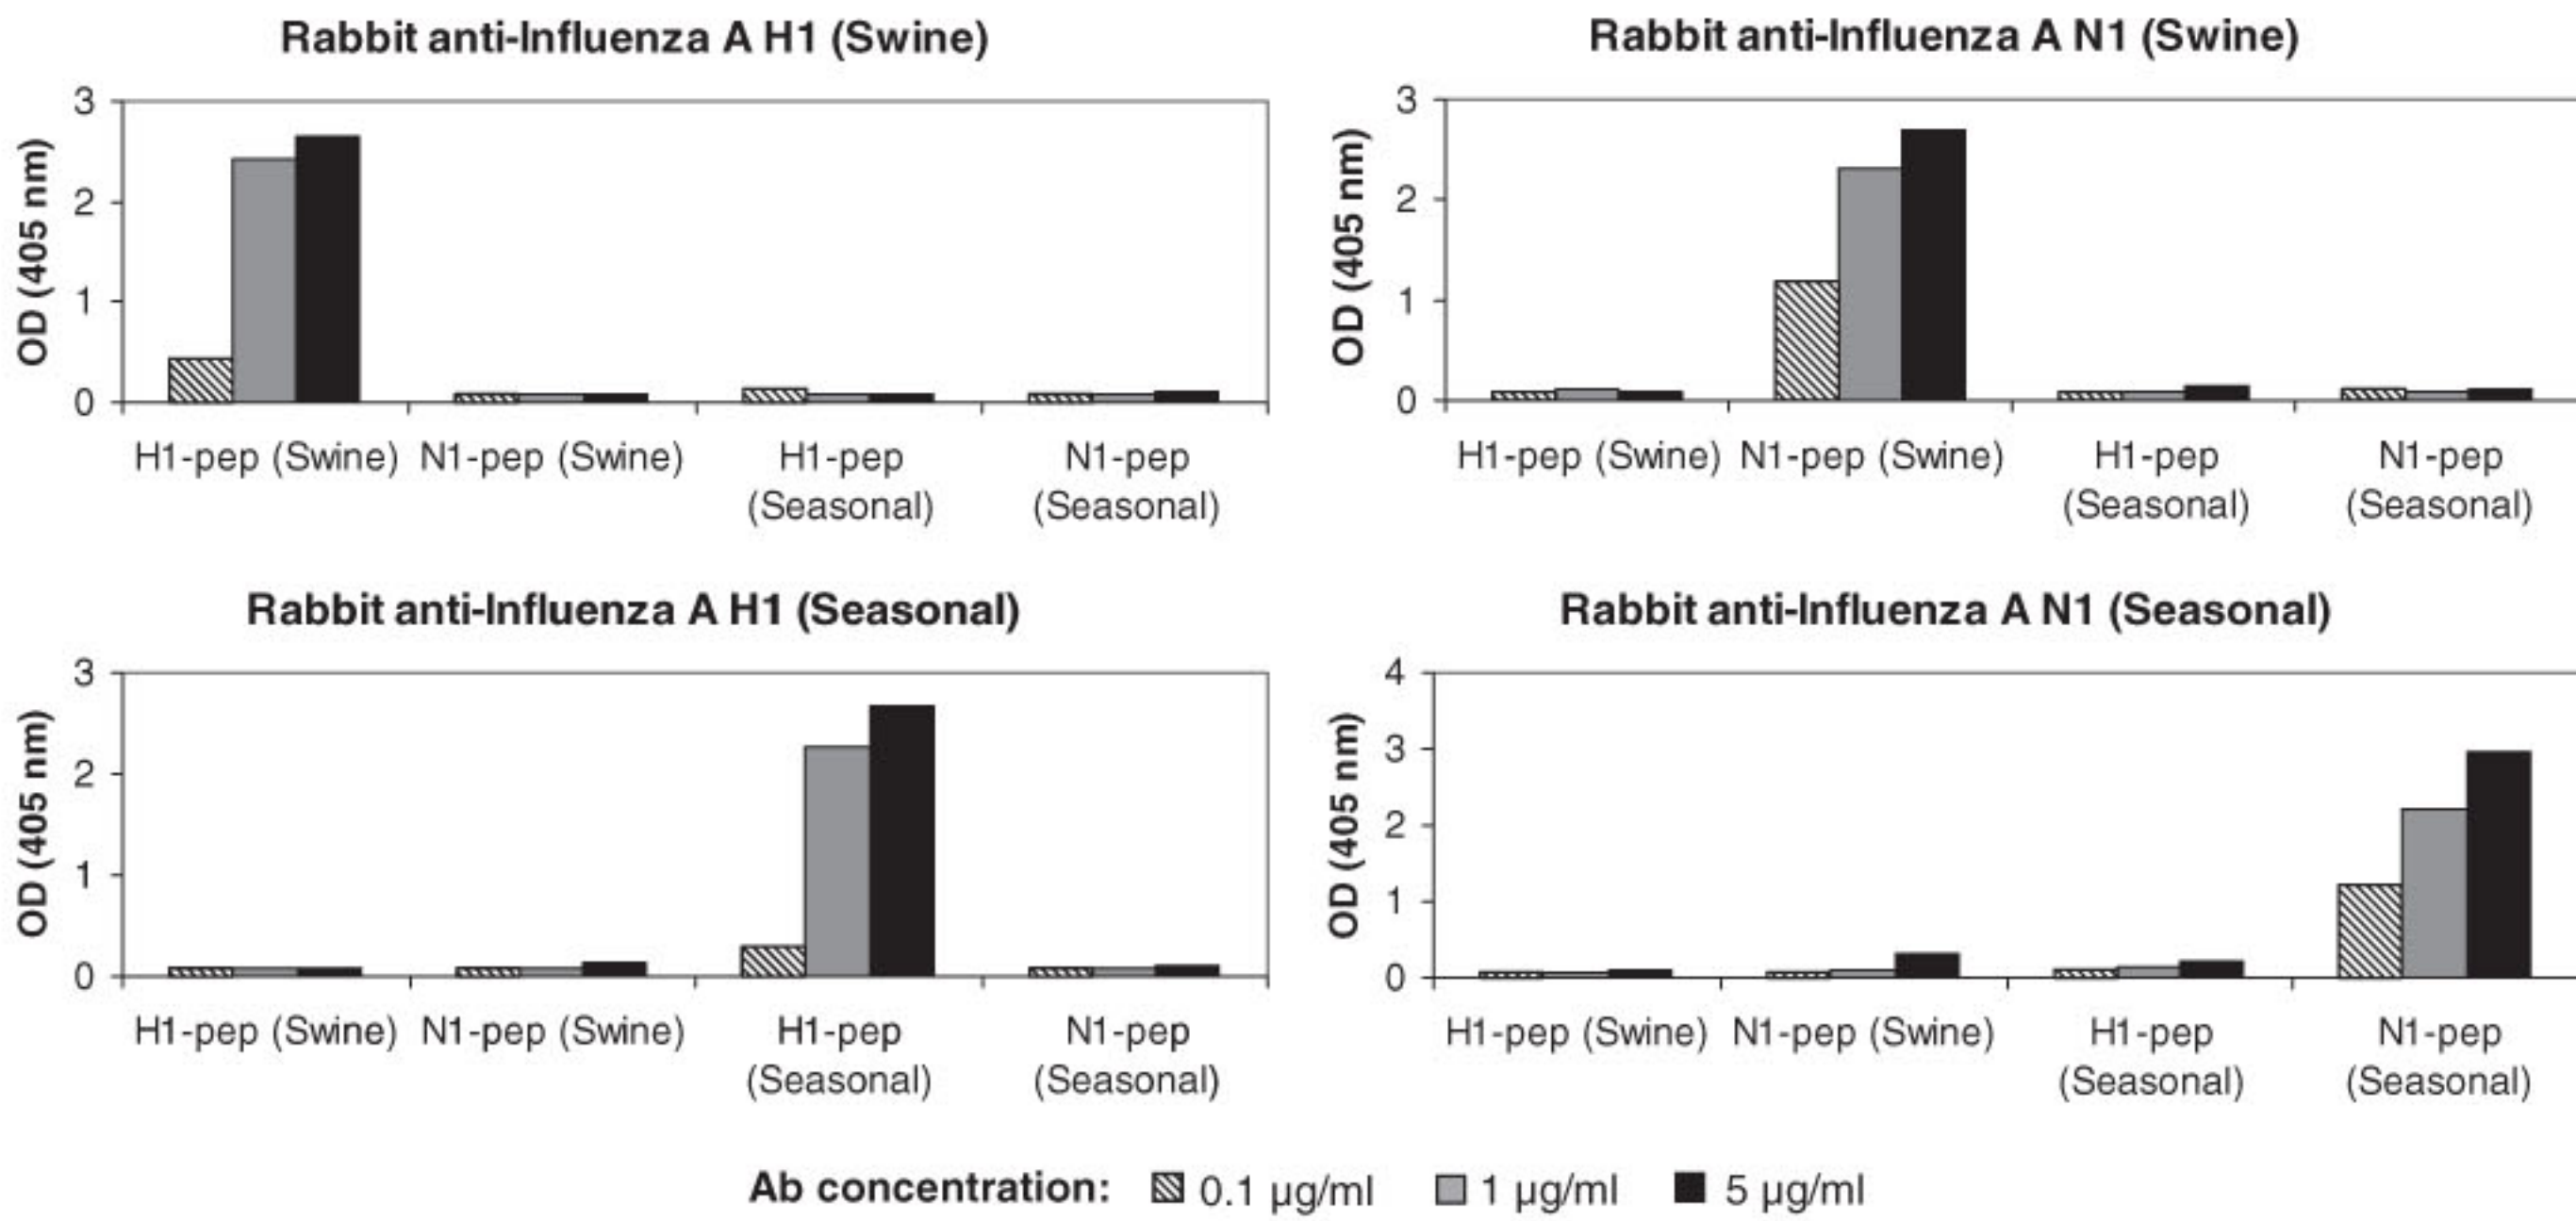 Rabbit anti-Influenza A H1 (Swine)
OD (405 nm)
3
2
1
0
H1-pep (Swine) N1-pep (Swine) H1-pep N1-pep
(Seasonal) (Seasonal)
Rabbit anti-Influenza A N1 (Swine)
OD (405 nm)
3
2
1
0
H1-pep (Swine) N1-pep (Swine) H1-pep N1-pep
(Seasonal) (Seasonal)
Rabbit anti-Influenza A H1 (Seasonal)
OD (405 nm)
3
2
1
0
H1-pep (Swine) N1-pep (Swine) H1-pep N1-pep
(Seasonal) (Seasonal)
Rabbit anti-Influenza A N1 (Seasonal)
OD (405 nm)
4
3
2
1
0
H1-pep (Swine) N1-pep (Swine) H1-pep N1-pep
(Seasonal) (Seasonal)
Ab concentration: 0.1 µg/ml 1 µg/ml 5 µg/ml